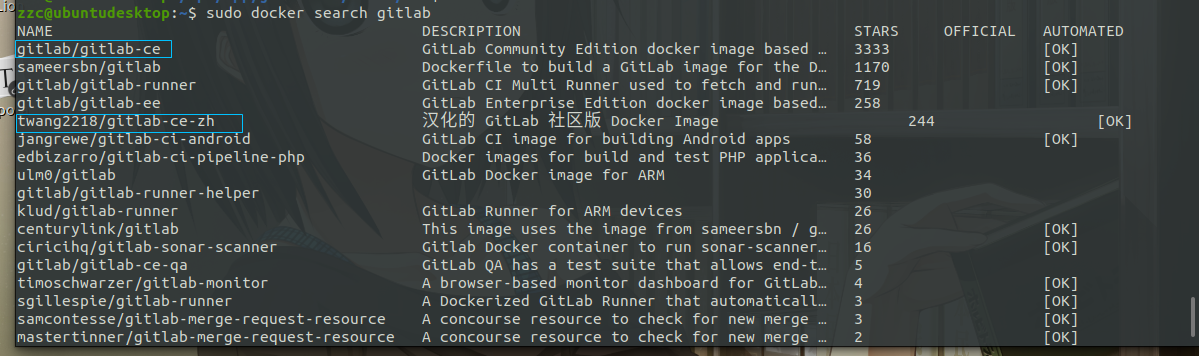 zzc@ubuntudesktop:~$ sudo docker search gitlab
NAME DESCRIPTION STARS OFFICIAL AUTOMATED
gitlab/gitlab-ce GitLab Community Edition docker image based … 3333 [OK]
sameersbn/gitlab Dockerfile to build a GitLab image for the D… 1170 [OK]
gitlab/gitlab-runner GitLab CI Multi Runner used to fetch and run… 719 [OK]
gitlab/gitlab-ee GitLab Enterprise Edition docker image based… 258
twang2218/gitlab-ce-zh 汉化的 GitLab 社区版 Docker Image 244 [OK]
jangrewe/gitlab-ci-android GitLab CI image for building Android apps 58 [OK]
edbizarro/gitlab-ci-pipeline-php Docker images for build and test PHP applica… 36
ulm0/gitlab GitLab Docker image for ARM 34
gitlab/gitlab-runner-helper 30
klud/gitlab-runner GitLab Runner for ARM devices 26
centurylink/gitlab This image uses the image from sameersbn / g… 26 [OK]
ciricihq/gitlab-sonar-scanner GitLab Docker container to run sonar-scanner… 16 [OK]
gitlab/gitlab-ce-qa GitLab QA has a test suite that allows end-t… 5
timoschwarzer/gitlab-monitor A browser-based monitor dashboard for GitLab… 4 [OK]
sgillespie/gitlab-runner A Dockerized GitLab Runner that automaticall… 3 [OK]
samcontesse/gitlab-merge-request-resource A concourse resource to check for new merge … 3 [OK]
mastertinner/gitlab-merge-request-resource A concourse resource to check for new merge … 2 [OK]